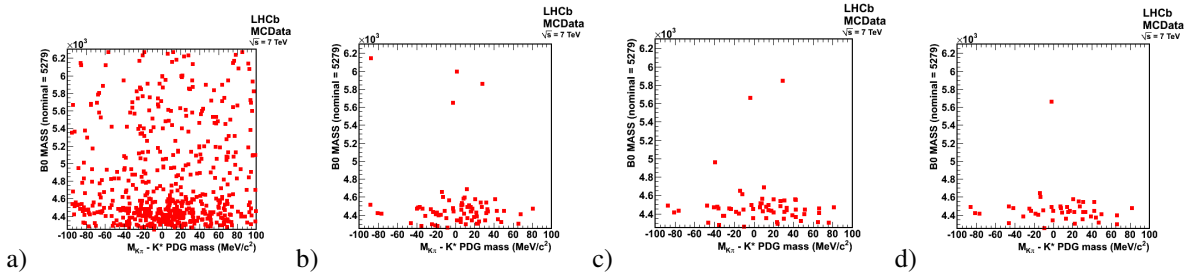 LHCb
MCData
√s = 7 TeV
×10³
B0 MASS (nominal = 5279)
6.2
6
5.8
5.6
5.4
5.2
5
4.8
4.6
4.4
-100 -80 -60 -40 -20 0 20 40 60 80 100
M_Kπ - K* PDG mass (MeV/c²)
a)
LHCb
MCData
√s = 7 TeV
×10³
B0 MASS (nominal = 5279)
6.2
6
5.8
5.6
5.4
5.2
5
4.8
4.6
4.4
-100 -80 -60 -40 -20 0 20 40 60 80 100
M_Kπ - K* PDG mass (MeV/c²)
b)
LHCb
MCData
√s = 7 TeV
×10³
B0 MASS (nominal = 5279)
6.2
6
5.8
5.6
5.4
5.2
5
4.8
4.6
4.4
-100 -80 -60 -40 -20 0 20 40 60 80 100
M_Kπ - K* PDG mass (MeV/c²)
c)
LHCb
MCData
√s = 7 TeV
×10³
B0 MASS (nominal = 5279)
6.2
6
5.8
5.6
5.4
5.2
5
4.8
4.6
4.4
-100 -80 -60 -40 -20 0 20 40 60 80 100
M_Kπ - K* PDG mass (MeV/c²)
d)